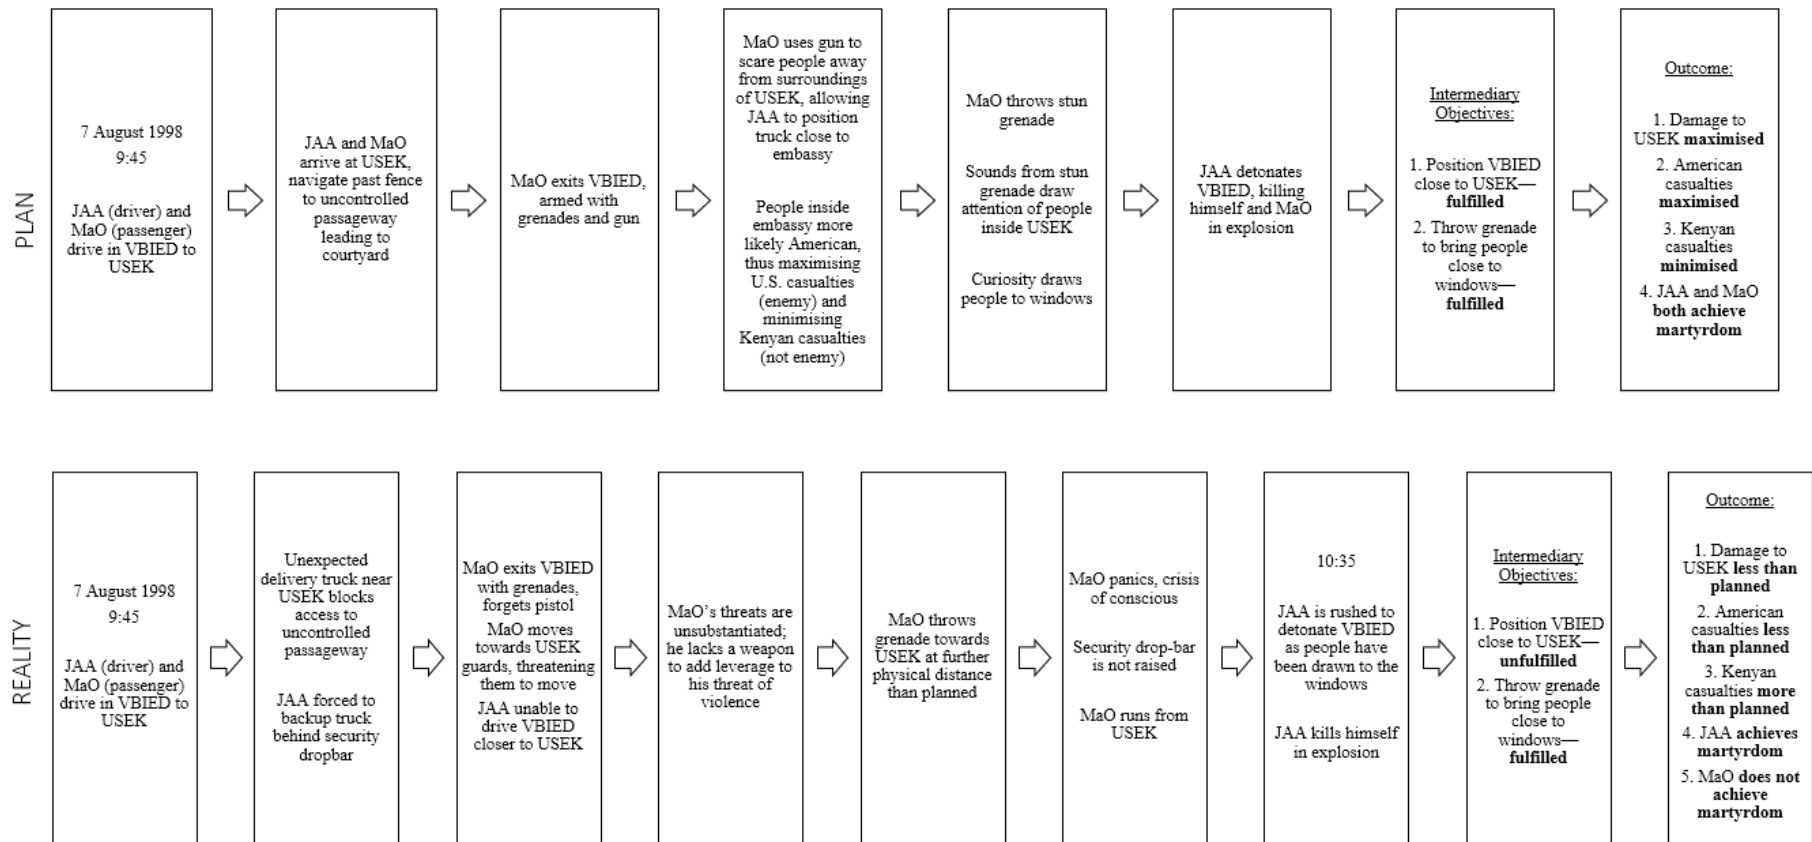 PLAN
7 August 1998
9:45
JAA (driver) and
MaO (passenger)
drive in VBIED to
USEK
JAA and MaO
arrive at USEK,
navigate past fence
to uncontrolled
passageway
leading to
courtyard
MaO exits VBIED,
armed with
grenades and gun
MaO uses gun to
scare people away
from surroundings
of USEK, allowing
JAA to position
truck close to
embassy
People inside
embassy more
likely American,
thus maximising
U.S. casualties
(enemy) and
minimising
Kenyan casualties
(not enemy)
MaO throws stun
grenade
Sounds from stun
grenade draw
attention of people
inside USEK
Curiosity draws
people to windows
JAA detonates
VBIED, killing
himself and MaO
in explosion
Intermediary
Objectives:
1. Position VBIED
close to USEK—
fulfilled
2. Throw grenade
to bring people
close to
windows—
fulfilled
Outcome:
1. Damage to
USEK maximised
2. American
casualties
maximised
3. Kenyan
casualties
minimised
4. JAA and MaO
both achieve
martyrdom
REALITY
7 August 1998
9:45
JAA (driver) and
MaO (passenger)
drive in VBIED to
USEK
Unexpected
delivery truck near
USEK blocks
access to
uncontrolled
passageway
JAA forced to
backup truck
behind security
dropbar
MaO exits VBIED
with grenades,
forgets pistol
MaO moves
towards USEK
guards, threatening
them to move
JAA unable to
drive VBIED
closer to USEK
MaO’s threats are
unsubstantiated;
he lacks a weapon
to add leverage to
his threat of
violence
MaO throws
grenade towards
USEK at further
physical distance
than planned
MaO panics, crisis
of conscious
Security drop-bar
is not raised
MaO runs from
USEK
10:35
JAA is rushed to
detonate VBIED
as people have
been drawn to the
windows
JAA kills himself
in explosion
Intermediary
Objectives:
1. Position VBIED
close to USEK—
unfulfilled
2. Throw grenade
to bring people
close to
windows—
fulfilled
Outcome:
1. Damage to
USEK less than
planned
2. American
casualties less
than planned
3. Kenyan
casualties more
than planned
4. JAA achieves
martyrdom
5. MaO does not
achieve
martyrdom